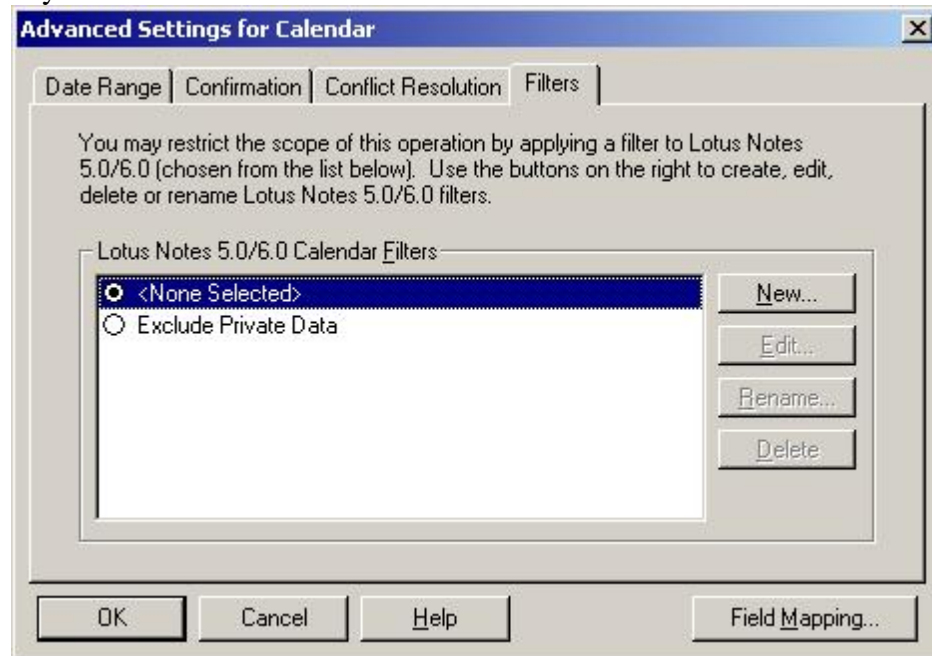 Advanced Settings for Calendar
Date Range Confirmation Conflict Resolution Filters
You may restrict the scope of this operation by applying a filter to Lotus Notes
5.0/6.0 (chosen from the list below). Use the buttons on the right to create, edit,
delete or rename Lotus Notes 5.0/6.0 filters.
Lotus Notes 5.0/6.0 Calendar Filters
<None Selected>
Exclude Private Data
New...
Edit...
Rename...
Delete
OK Cancel Help Field Mapping...